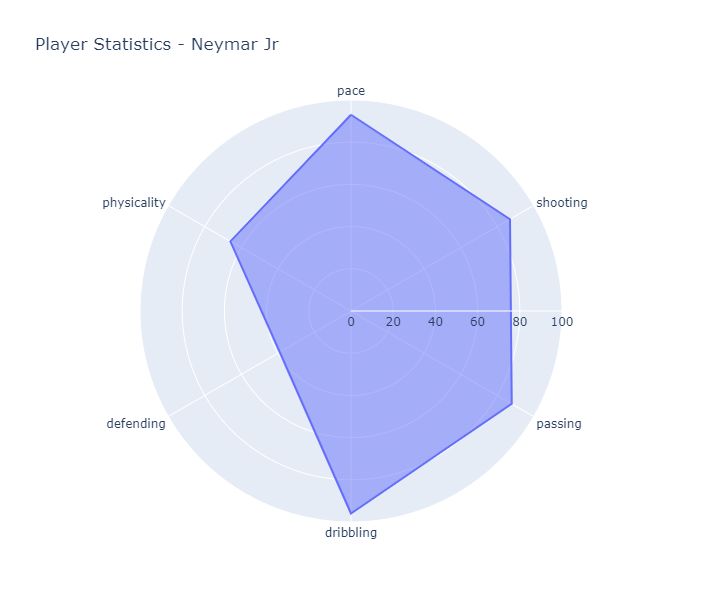 Player Statistics - Neymar Jr
pace
physicality
shooting
0 20 40 60 80 100
defending
passing
dribbling